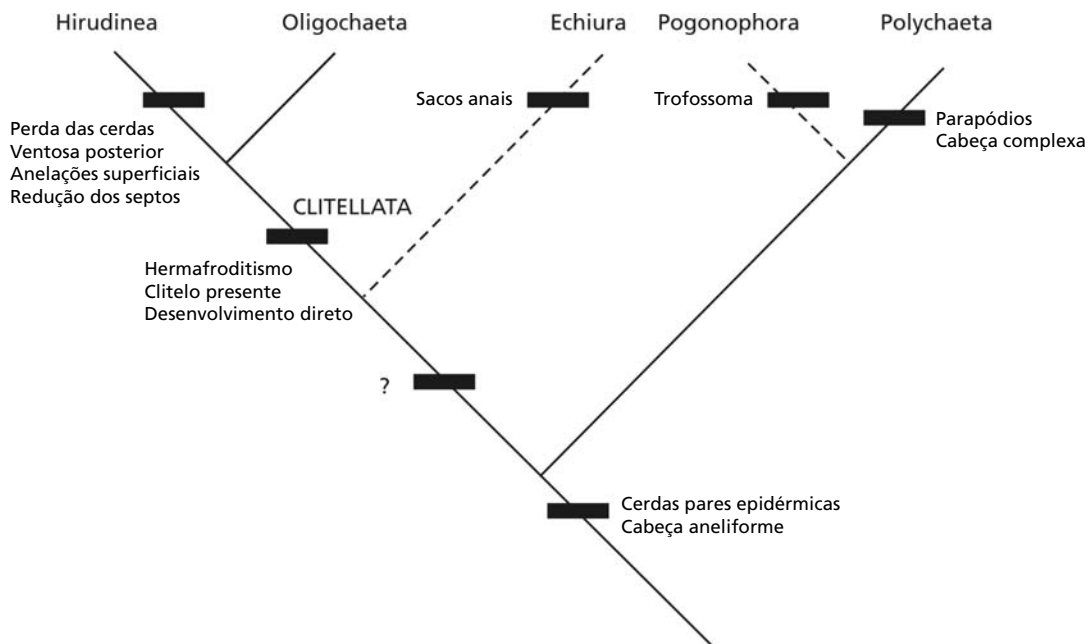 Hirudinea
Oligochaeta
Echiura
Pogonophora
Polychaeta
Sacos anais
Trofossoma
Parapódios
Cabeça complexa
Perda das cerdas
Ventosa posterior
Anelações superficiais
Redução dos septos
CLITELLATA
Hermafroditismo
Clitelo presente
Desenvolvimento direto
?
Cerdas pares epidérmicas
Cabeça aneliforme